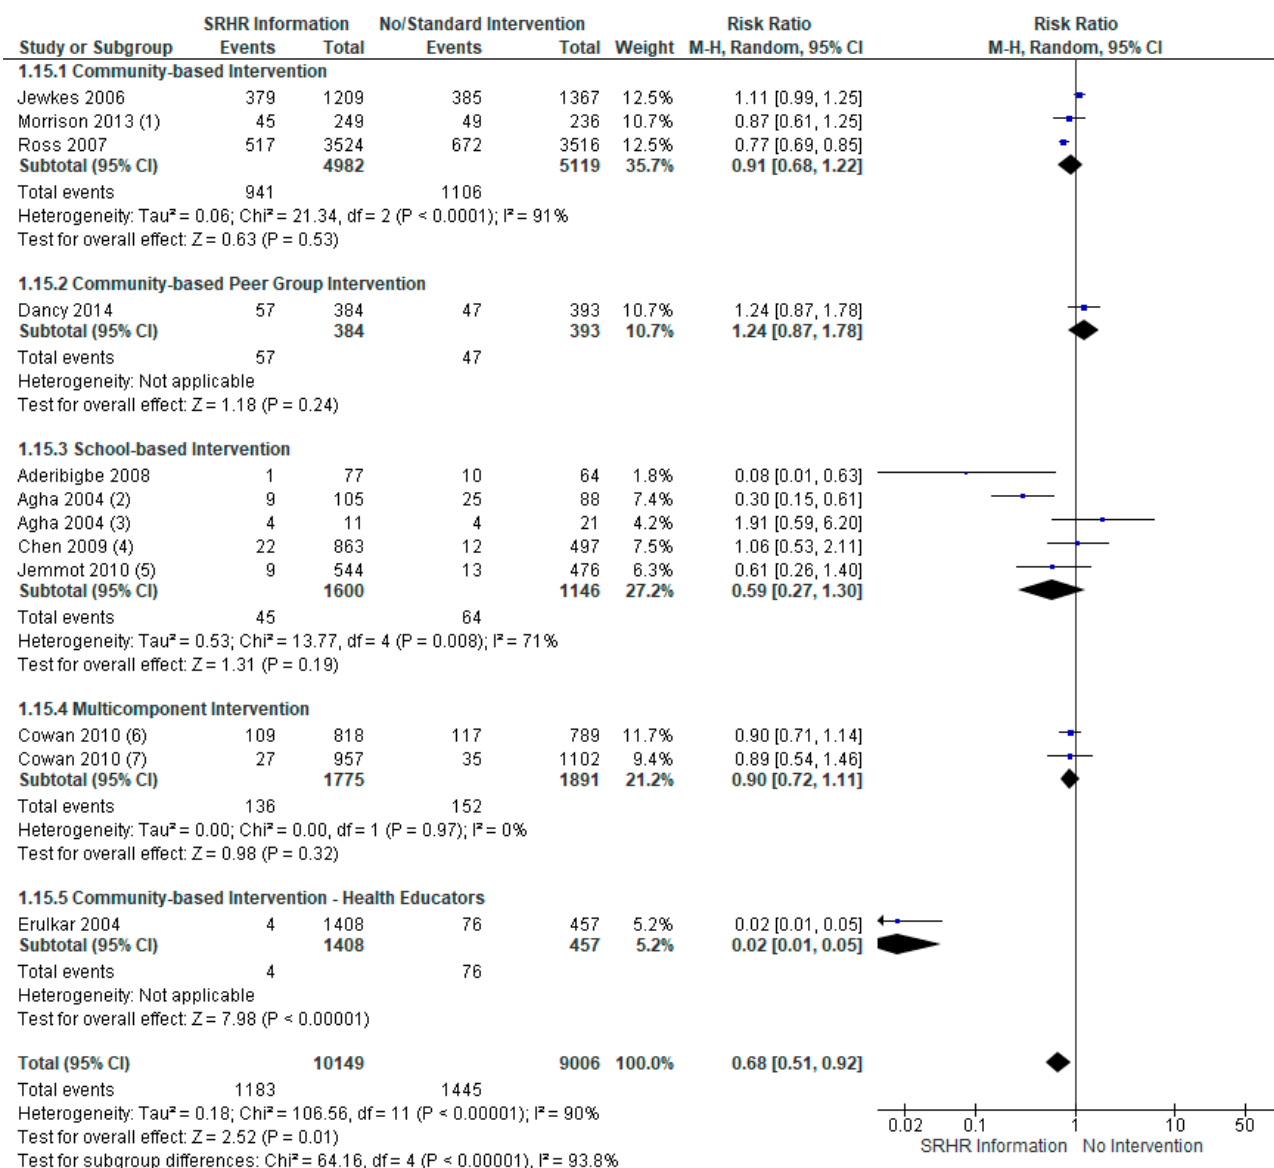 SRHR Information No/Standard Intervention Risk Ratio Risk Ratio
Study or Subgroup Events Total Events Total Weight M-H, Random, 95% CI M-H, Random, 95% CI
1.15.1 Community-based Intervention
Jewkes 2006 379 1209 385 1367 12.5% 1.11 [0.99, 1.25]
Morrison 2013 (1) 45 249 49 236 10.7% 0.87 [0.61, 1.25]
Ross 2007 517 3524 672 3516 12.5% 0.77 [0.69, 0.85]
Subtotal (95% CI) 4982 5119 35.7% 0.91 [0.68, 1.22]
Total events 941 1106
Heterogeneity: Tau² = 0.06; Chi² = 21.34, df = 2 (P < 0.0001); I² = 91%
Test for overall effect: Z = 0.63 (P = 0.53)
1.15.2 Community-based Peer Group Intervention
Dancy 2014 57 384 47 393 10.7% 1.24 [0.87, 1.78]
Subtotal (95% CI) 384 393 10.7% 1.24 [0.87, 1.78]
Total events 57 47
Heterogeneity: Not applicable
Test for overall effect: Z = 1.18 (P = 0.24)
1.15.3 School-based Intervention
Aderibigbe 2008 1 77 10 64 1.8% 0.08 [0.01, 0.63]
Agha 2004 (2) 9 105 25 88 7.4% 0.30 [0.15, 0.61]
Agha 2004 (3) 4 11 4 21 4.2% 1.91 [0.59, 6.20]
Chen 2009 (4) 22 863 12 497 7.5% 1.06 [0.53, 2.11]
Jemmot 2010 (5) 9 544 13 476 6.3% 0.61 [0.26, 1.40]
Subtotal (95% CI) 1600 1146 27.2% 0.59 [0.27, 1.30]
Total events 45 64
Heterogeneity: Tau² = 0.53; Chi² = 13.77, df = 4 (P = 0.008); I² = 71%
Test for overall effect: Z = 1.31 (P = 0.19)
1.15.4 Multicomponent Intervention
Cowan 2010 (6) 109 818 117 789 11.7% 0.90 [0.71, 1.14]
Cowan 2010 (7) 27 957 35 1102 9.4% 0.89 [0.54, 1.46]
Subtotal (95% CI) 1775 1891 21.2% 0.90 [0.72, 1.11]
Total events 136 152
Heterogeneity: Tau² = 0.00; Chi² = 0.00, df = 1 (P = 0.97); I² = 0%
Test for overall effect: Z = 0.98 (P = 0.32)
1.15.5 Community-based Intervention - Health Educators
Erulkar 2004 4 1408 76 457 5.2% 0.02 [0.01, 0.05]
Subtotal (95% CI) 1408 457 5.2% 0.02 [0.01, 0.05]
Total events 4 76
Heterogeneity: Not applicable
Test for overall effect: Z = 7.98 (P < 0.00001)
Total (95% CI) 10149 9006 100.0% 0.68 [0.51, 0.92]
Total events 1183 1445
Heterogeneity: Tau² = 0.18; Chi² = 106.56, df = 11 (P < 0.00001); I² = 90%
Test for overall effect: Z = 2.52 (P = 0.01)
Test for subgroup differences: Chi² = 64.16, df = 4 (P < 0.00001), I² = 93.8%
0.02 0.1 1 10 50
SRHR Information No Intervention